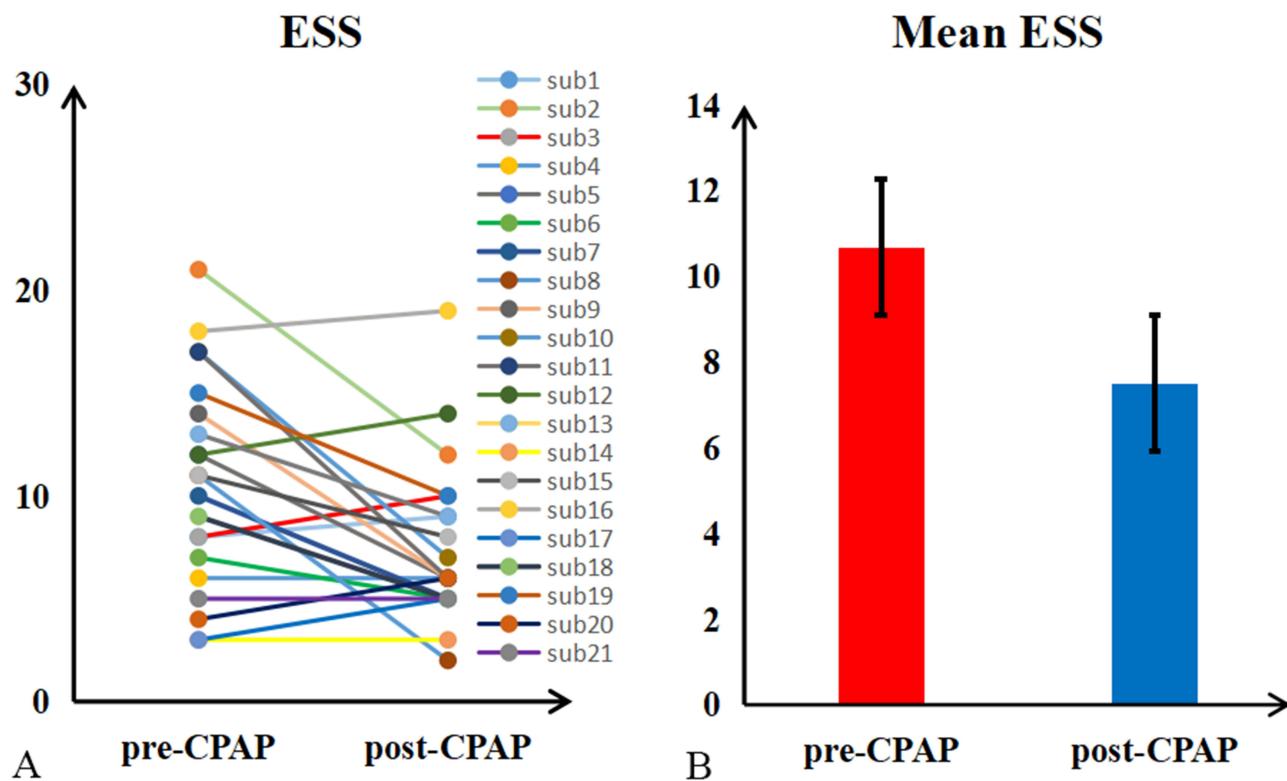 ESS
30
20
10
0
pre-CPAP
post-CPAP
sub1
sub2
sub3
sub4
sub5
sub6
sub7
sub8
sub9
sub10
sub11
sub12
sub13
sub14
sub15
sub16
sub17
sub18
sub19
sub20
sub21
A
Mean ESS
14
12
10
8
6
4
2
0
pre-CPAP
post-CPAP
B